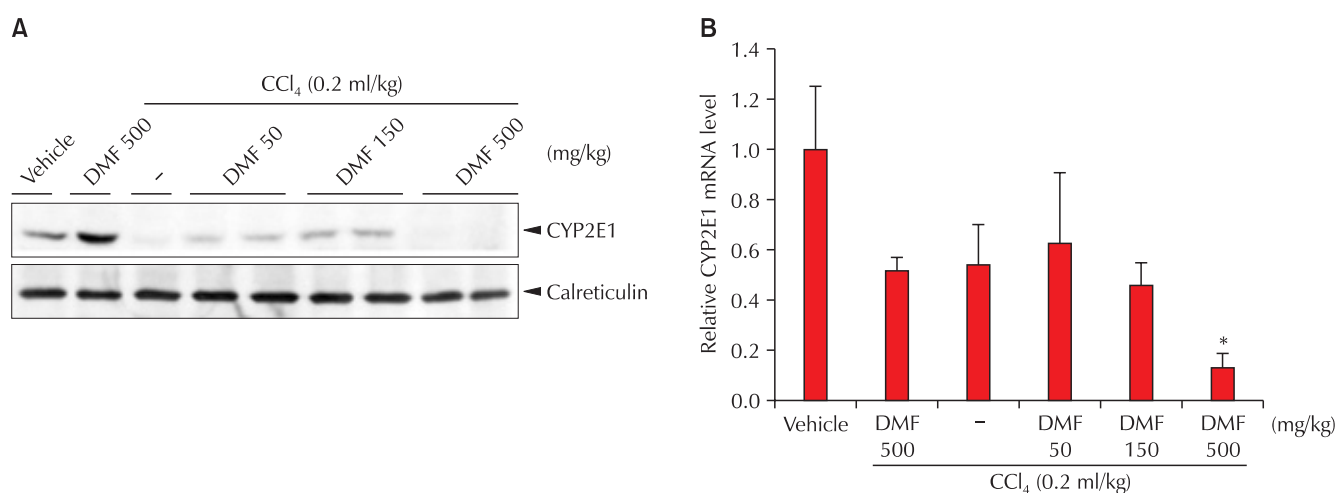 A
CCl₄ (0.2 ml/kg)
Vehicle DMF 500 – DMF 50 DMF 150 DMF 500 (mg/kg)
CYP2E1
Calreticulin
B
Relative CYP2E1 mRNA level
1.4
1.2
1.0
0.8
0.6
0.4
0.2
0.0
*
Vehicle DMF – DMF DMF DMF (mg/kg)
500 50 150 500
CCl₄ (0.2 ml/kg)